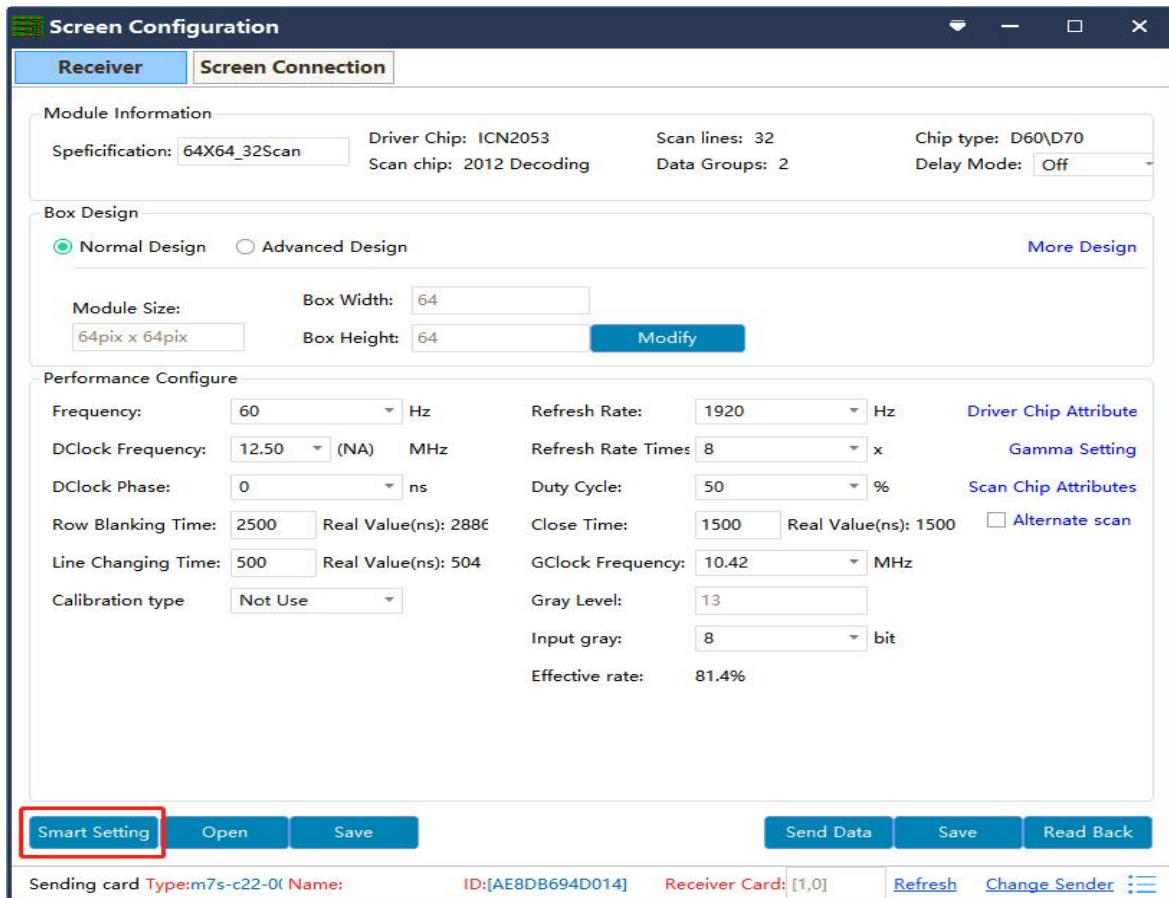 Screen Configuration
Receiver Screen Connection
Module Information
Speficification: 64X64_32Scan Driver Chip: ICN2053 Scan lines: 32 Chip type: D60\D70
Scan chip: 2012 Decoding Data Groups: 2 Delay Mode: Off
Box Design
Normal Design Advanced Design More Design
Module Size: Box Width: 64
64pix x 64pix Box Height: 64 Modify
Performance Configure
Frequency: 60 Hz Refresh Rate: 1920 Hz Driver Chip Attribute
DClock Frequency: 12.50 (NA) MHz Refresh Rate Times 8 x Gamma Setting
DClock Phase: 0 ns Duty Cycle: 50 % Scan Chip Attributes
Row Blanking Time: 2500 Real Value(ns): 2886 Close Time: 1500 Real Value(ns): 1500 Alternate scan
Line Changing Time: 500 Real Value(ns): 504 GClock Frequency: 10.42 MHz
Calibration type Not Use Gray Level: 13
Input gray: 8 bit
Effective rate: 81.4%
Smart Setting Open Save Send Data Save Read Back
Sending card Type:m7s-c22-0( Name: ID:[AE8DB694D014] Receiver Card: [1,0] Refresh Change Sender